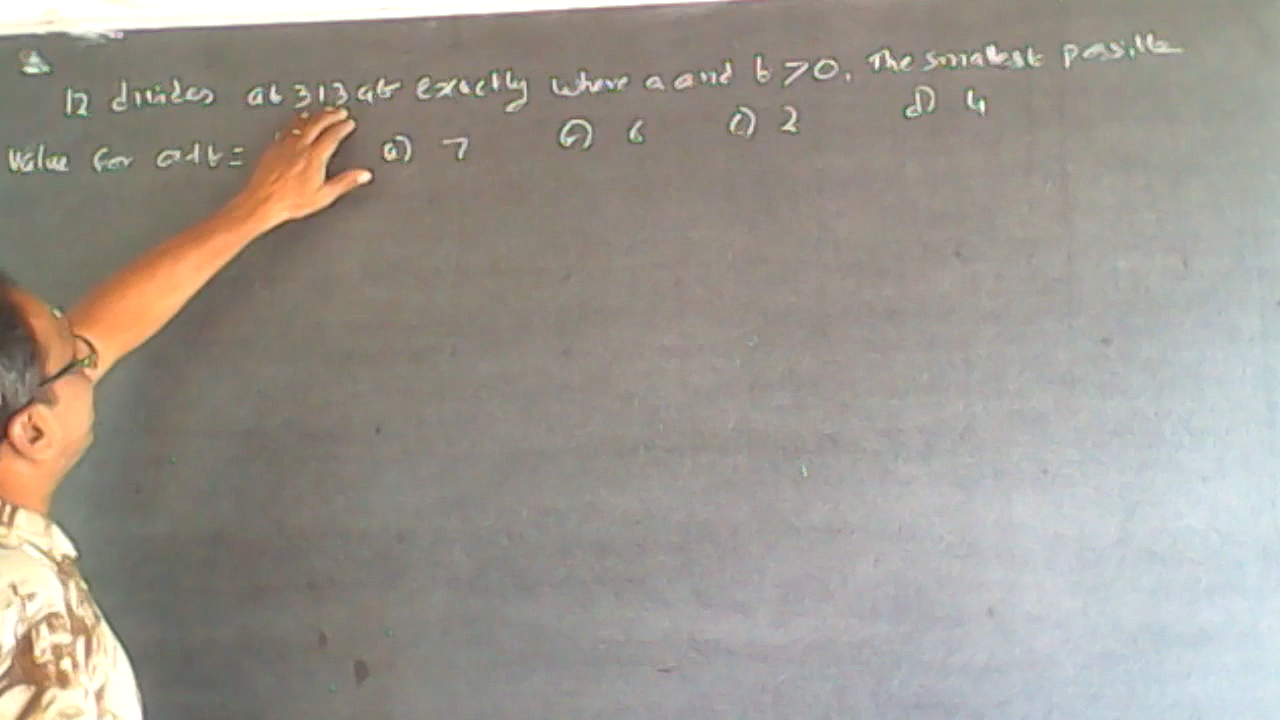 12 divides ab313ab exactly where a and b >0. The smallest possible
Value for a+b= a) 7 b) 6 c) 2 d) 4